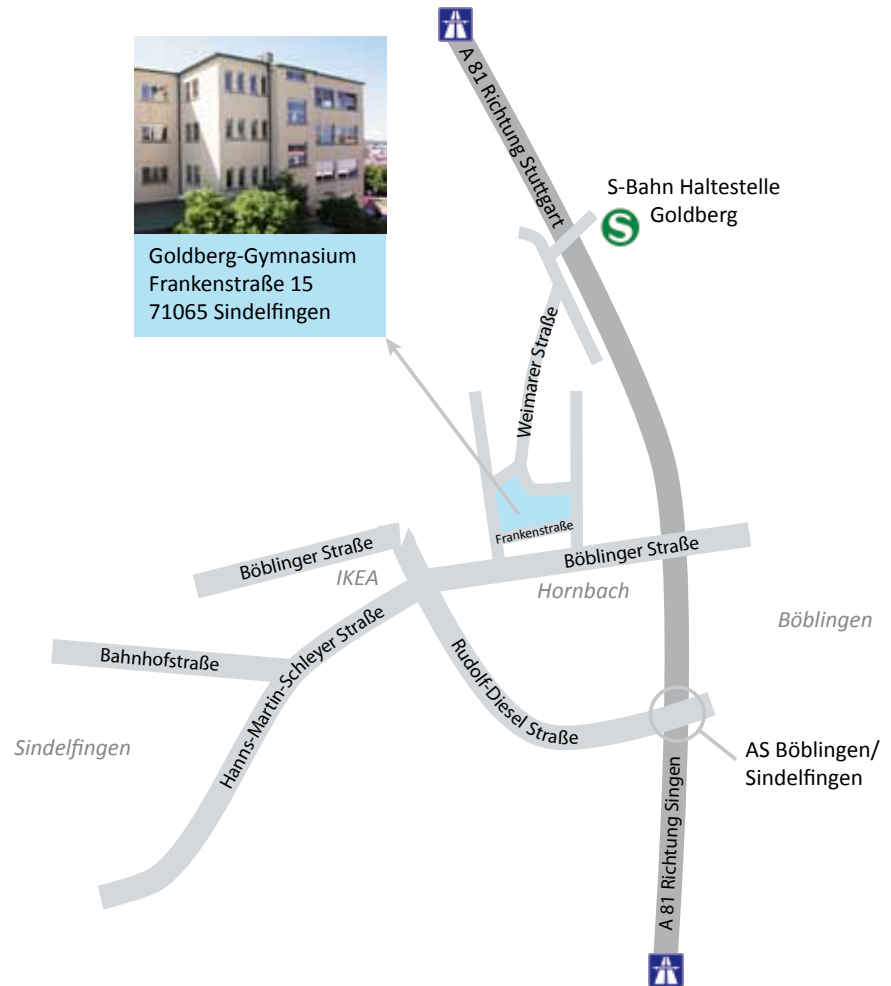 A 81 Richtung Stuttgart
S-Bahn Haltestelle
Goldberg
S
Goldberg-Gymnasium
Frankenstraße 15
71065 Sindelfingen
Weimarer Straße
Frankenstraße
Böblinger Straße
Böblinger Straße
IKEA
Hornbach
Böblingen
Bahnhofstraße
Hanns-Martin-Schleyer Straße
Rudolf-Diesel Straße
Sindelfingen
AS Böblingen/
Sindelfingen
A 81 Richtung Singen